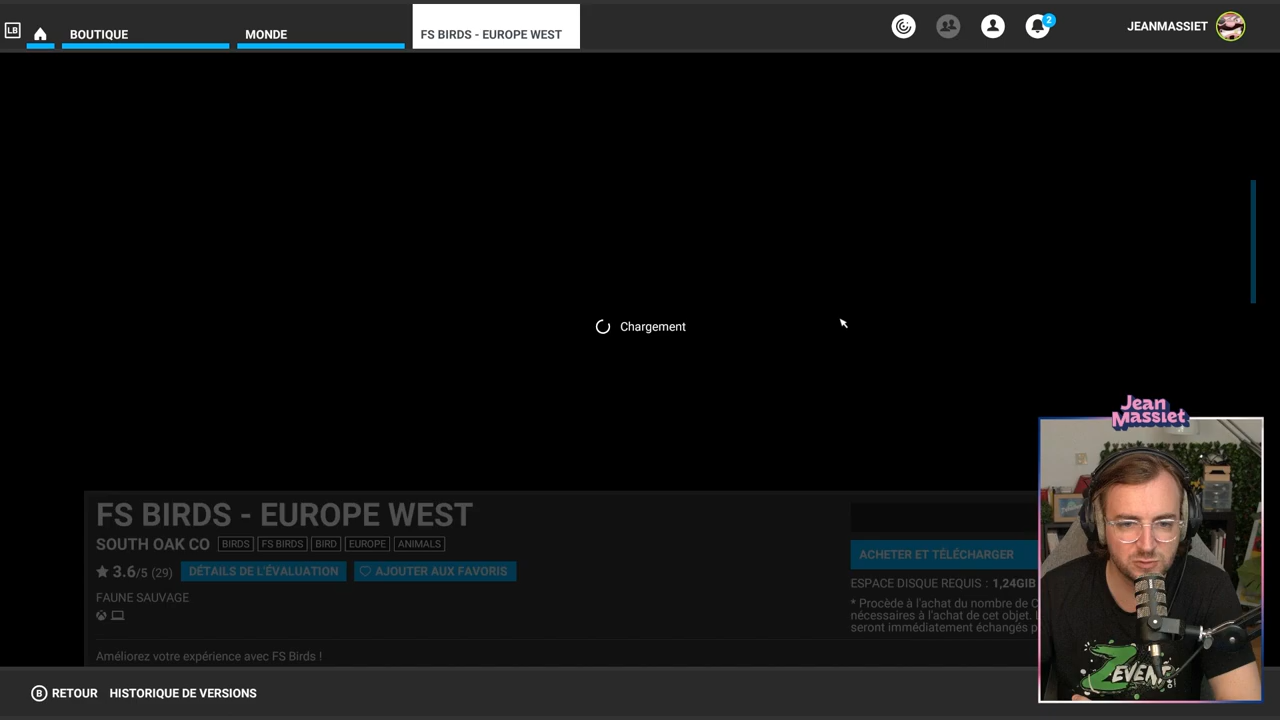 LB
BOUTIQUE
MONDE
FS BIRDS - EUROPE WEST
2
JEANMASSIET
Chargement
Jean
Massiet
FS BIRDS - EUROPE WEST
SOUTH OAK CO BIRDS FS BIRDS BIRD EUROPE ANIMALS
3.6/5 (29) DÉTAILS DE L'ÉVALUATION AJOUTER AUX FAVORIS
FAUNE SAUVAGE
Améliorez votre expérience avec FS Birds !
ACHETER ET TÉLÉCHARGER
ESPACE DISQUE REQUIS : 1,24GIB
* Procède à l'achat du nombre de C
nécessaires à l'achat de cet objet.
seront immédiatement échangés p
ZEVENT
B RETOUR HISTORIQUE DE VERSIONS